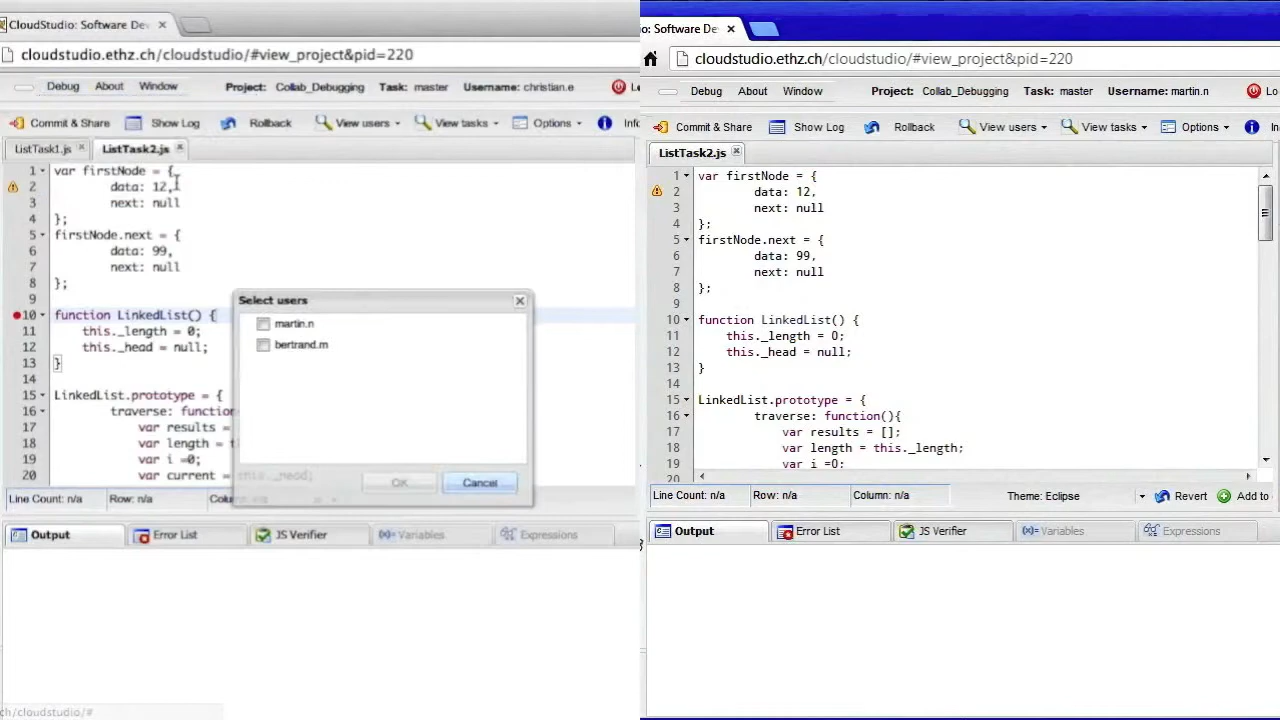 CloudStudio: Software De
cloudstudio.ethz.ch/cloudstudio/#view_project&pid=220
Debug About Window Project: Collab_Debugging Task: master Username: christian.e
Commit & Share Show Log Rollback View users View tasks Options
ListTask1.js ListTask2.js
1 var firstNode = {
2 data: 12,
3 next: null
4 };
5 firstNode.next = {
6 data: 99,
7 next: null
8 };
9
10 function LinkedList() {
11 this._length = 0;
12 this._head = null;
13 }
14
15 LinkedList.prototype = {
16 traverse: function
17 var results =
18 var length =
19 var i =0;
20 var current = this._head;
Select users
martin.n
bertrand.m
OK Cancel
Line Count: n/a Row: n/a
Output Error List JS Verifier Variables Expressions
ch/cloudstudio/#
o: Software De
cloudstudio.ethz.ch/cloudstudio/#view_project&pid=220
Debug About Window Project: Collab_Debugging Task: master Username: martin.n Lo
Commit & Share Show Log Rollback View users View tasks Options
ListTask2.js
1 var firstNode = {
2 data: 12,
3 next: null
4 };
5 firstNode.next = {
6 data: 99,
7 next: null
8 };
9
10 function LinkedList() {
11 this._length = 0;
12 this._head = null;
13 }
14
15 LinkedList.prototype = {
16 traverse: function(){
17 var results = [];
18 var length = this._length;
19 var i =0;
20
Line Count: n/a Row: n/a Column: n/a Theme: Eclipse Revert Add to
Output Error List JS Verifier Variables Expressions